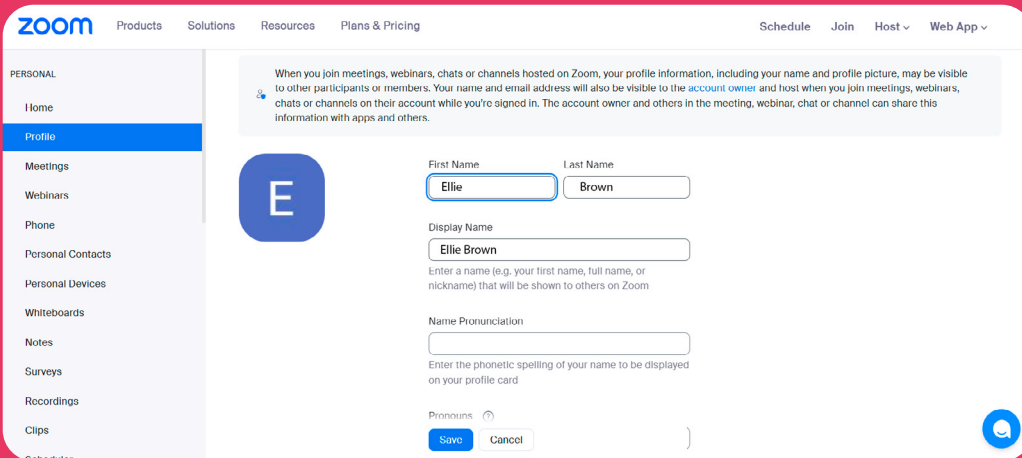 zoom
Products
Solutions
Resources
Plans & Pricing
Schedule
Join
Host
Web App
PERSONAL
Home
Profile
Meetings
Webinars
Phone
Personal Contacts
Personal Devices
Whiteboards
Notes
Surveys
Recordings
Clips
Scheduler
When you join meetings, webinars, chats or channels hosted on Zoom, your profile information, including your name and profile picture, may be visible
to other participants or members. Your name and email address will also be visible to the account owner and host when you join meetings, webinars,
chats or channels on their account while you're signed in. The account owner and others in the meeting, webinar, chat or channel can share this
information with apps and others.
E
First Name
Last Name
Ellie
Brown
Display Name
Ellie Brown
Enter a name (e.g. your first name, full name, or
nickname) that will be shown to others on Zoom
Name Pronunciation
Enter the phonetic spelling of your name to be displayed
on your profile card
Pronouns ?
Save
Cancel